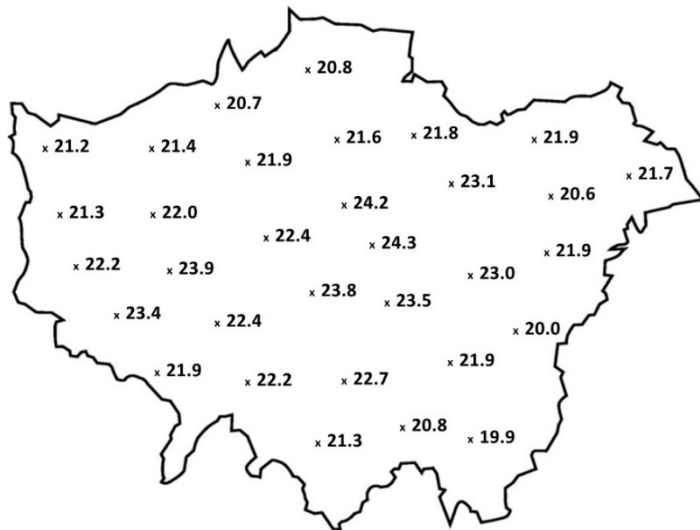 x 20.8
x 20.7
x 21.2
x 21.4
x 21.9
x 21.6
x 21.8
x 21.9
x 21.7
x 23.1
x 20.6
x 21.3
x 22.0
x 24.2
x 22.4
x 24.3
x 21.9
x 22.2
x 23.9
x 23.8
x 23.5
x 23.0
x 23.4
x 22.4
x 20.0
x 21.9
x 22.2
x 22.7
x 21.9
x 21.3
x 20.8
x 19.9